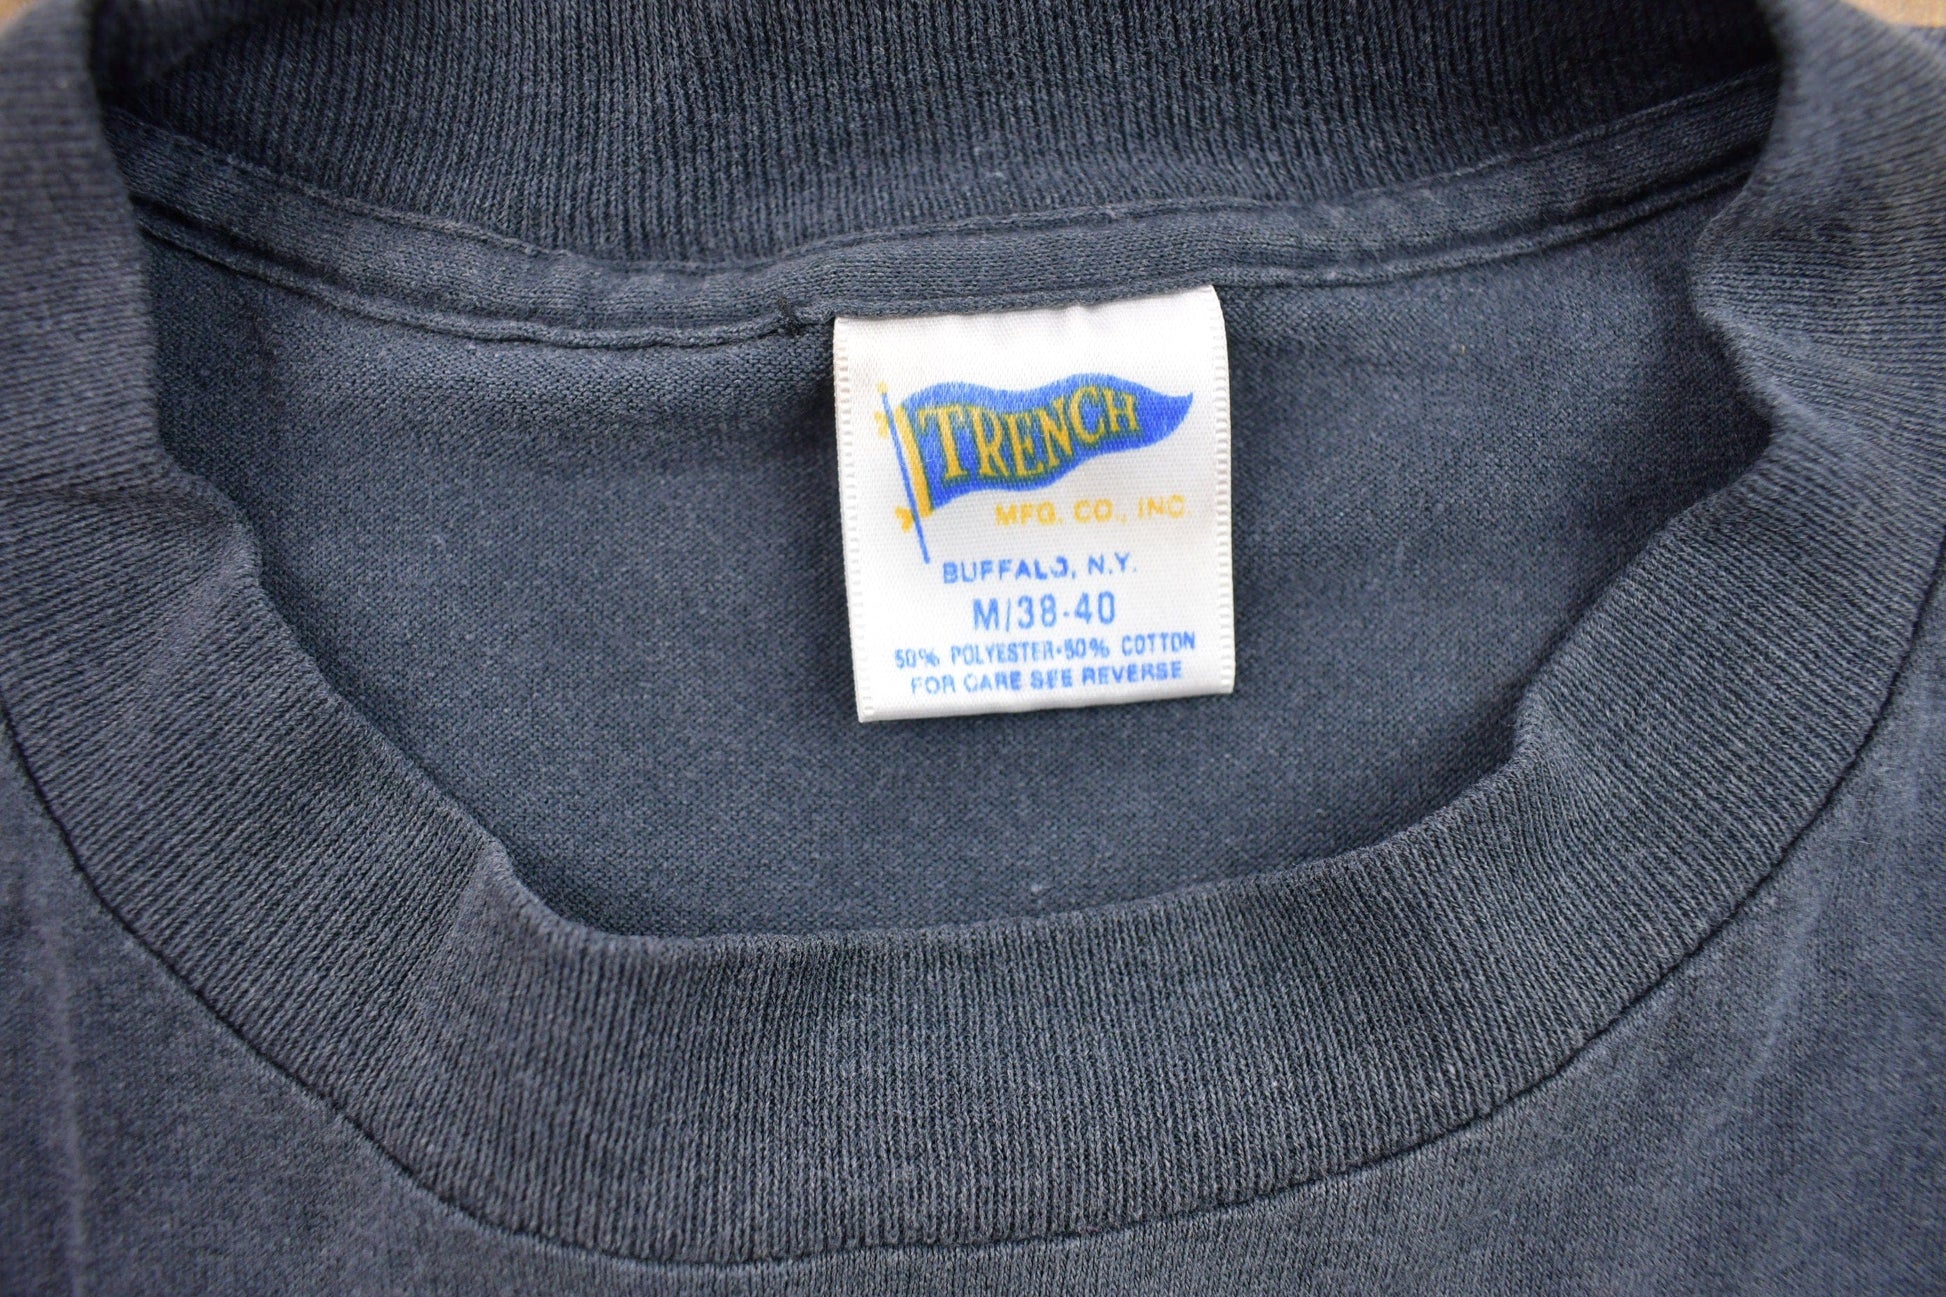 TRENCH
MFG. CO., INC.
BUFFALO, N.Y.
M/38-40
50% POLYESTER•50% COTTON
FOR CARE SEE REVERSE